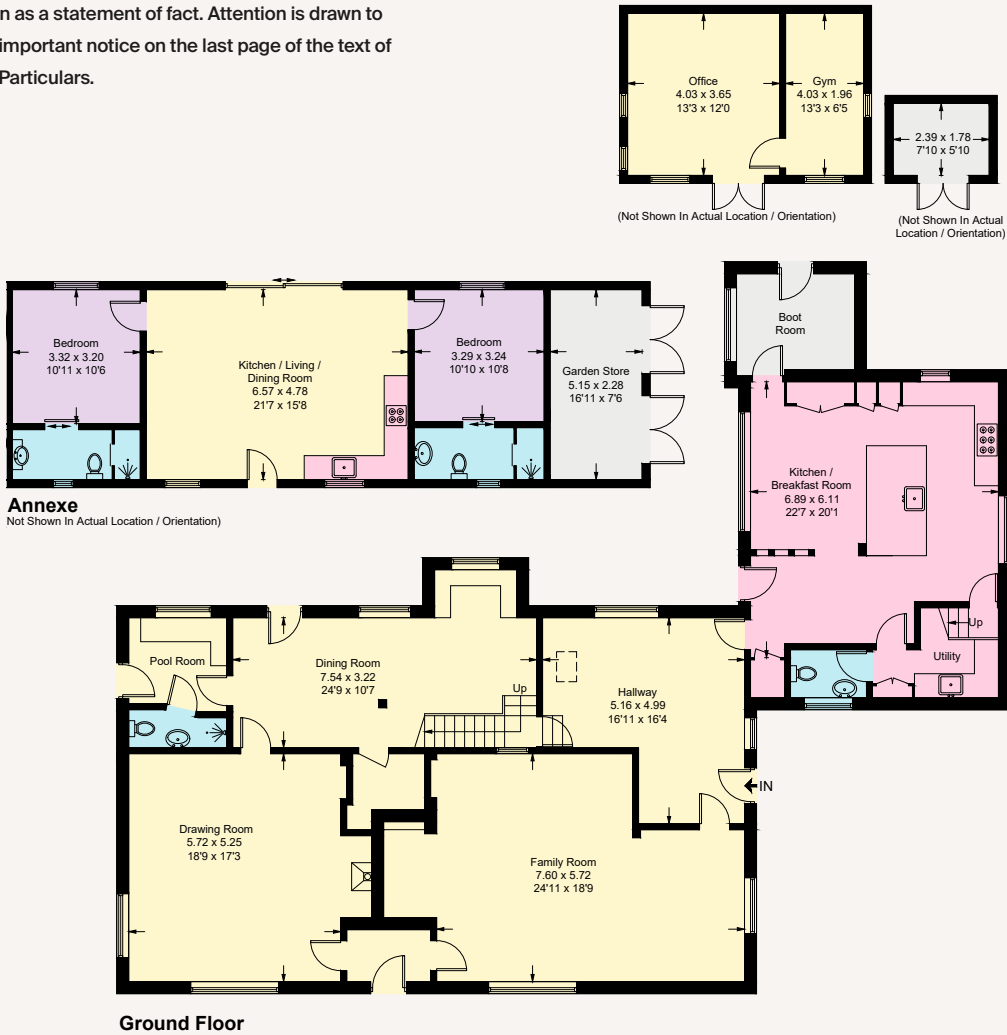 n as a statement of fact. Attention is drawn to
important notice on the last page of the text of
Particulars.
Office
4.03 x 3.65
13'3 x 12'0
Gym
4.03 x 1.96
13'3 x 6'5
(Not Shown In Actual Location / Orientation)
2.39 x 1.78
7'10 x 5'10
(Not Shown In Actual
Location / Orientation)
Bedroom
3.32 x 3.20
10'11 x 10'6
Kitchen / Living /
Dining Room
6.57 x 4.78
21'7 x 15'8
Bedroom
3.29 x 3.24
10'10 x 10'8
Garden Store
5.15 x 2.28
16'11 x 7'6
Annexe
Not Shown In Actual Location / Orientation)
Boot
Room
Kitchen /
Breakfast Room
6.89 x 6.11
22'7 x 20'1
Up
Utility
Pool Room
Dining Room
7.54 x 3.22
24'9 x 10'7
Up
Hallway
5.16 x 4.99
16'11 x 16'4
IN
Drawing Room
5.72 x 5.25
18'9 x 17'3
Family Room
7.60 x 5.72
24'11 x 18'9
Ground Floor